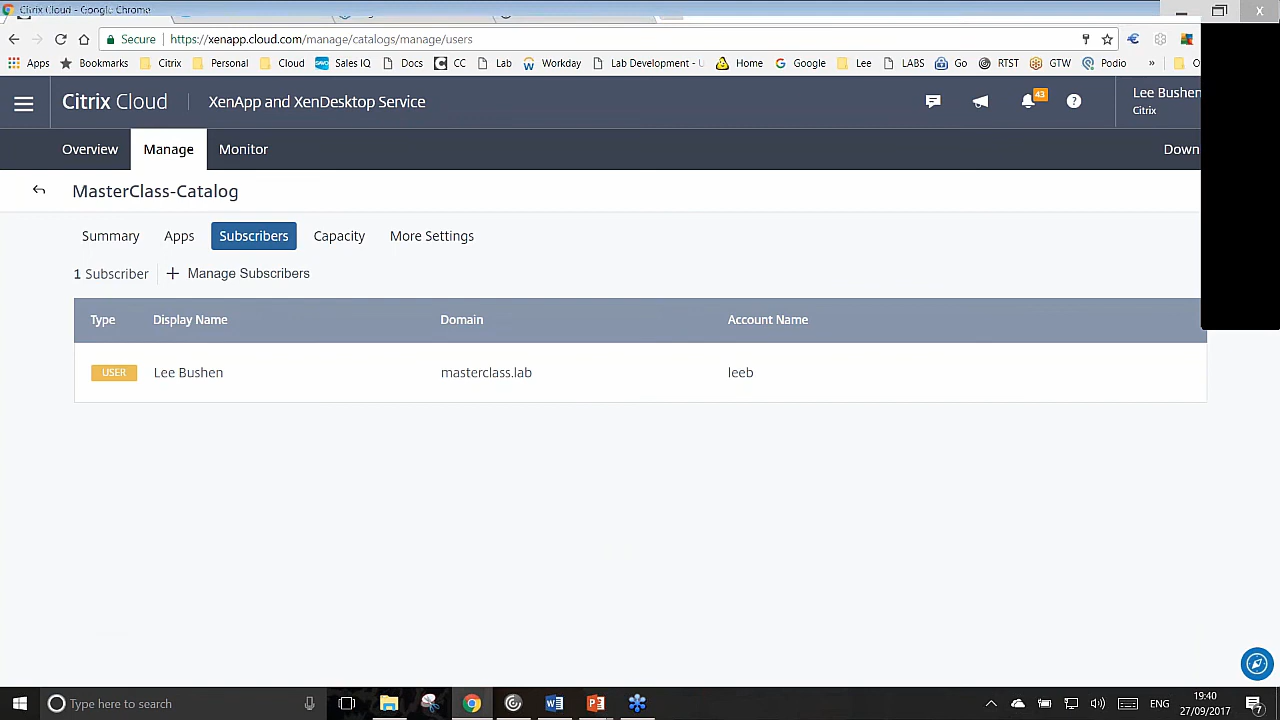 Citrix Cloud - Google Chrome
Secure https://xenapp.cloud.com/manage/catalogs/manage/users
Apps Bookmarks Citrix Personal Cloud Sales IQ Docs CC Lab Workday Lab Development - Home Google Lee LABS Go RTST GTW Podio » O
Citrix Cloud XenApp and XenDesktop Service 43 ? Lee Bushen
Citrix
Overview Manage Monitor Down
MasterClass-Catalog
Summary Apps Subscribers Capacity More Settings
1 Subscriber + Manage Subscribers
Type Display Name Domain Account Name
USER Lee Bushen masterclass.lab leeb
Type here to search ENG 19:40
27/09/2017 7